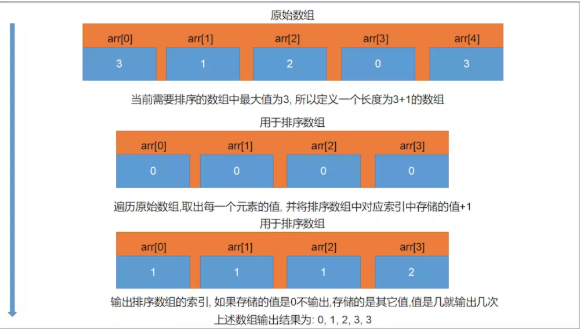 原始数组
arr[0] arr[1] arr[2] arr[3] arr[4]
3 1 2 0 3
当前需要排序的数组中最大值为3, 所以定义一个长度为3+1的数组
用于排序数组
arr[0] arr[1] arr[2] arr[3]
0 0 0 0
遍历原始数组,取出每一个元素的值, 并将排序数组中对应索引中存储的值+1
用于排序数组
arr[0] arr[1] arr[2] arr[3]
1 1 1 2
输出排序数组的索引, 如果存储的值是0不输出,存储的是其它值,值是几就输出几次
上述数组输出结果为: 0, 1, 2, 3, 3